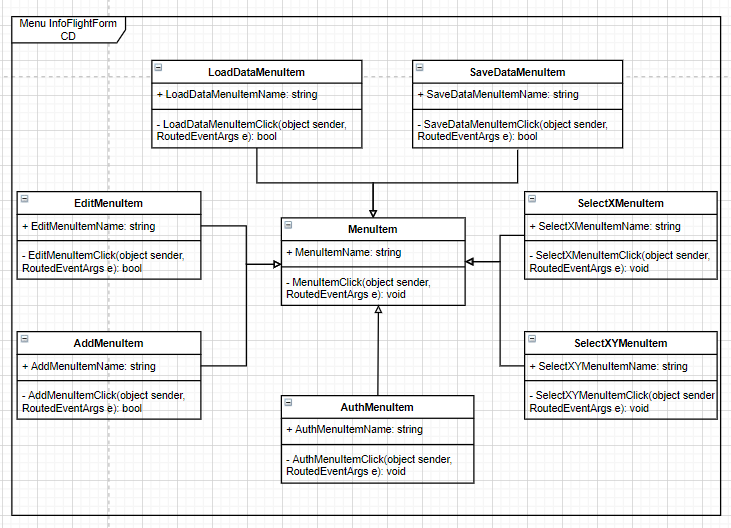 Menu InfoFlightForm
CD
LoadDataMenuItem
+ LoadDataMenuItemName: string
- LoadDataMenuItemClick(object sender,
RoutedEventArgs e): bool
SaveDataMenuItem
+ SaveDataMenuItemName: string
- SaveDataMenuItemClick(object sender,
RoutedEventArgs e): bool
EditMenuItem
+ EditMenuItemName: string
- EditMenuItemClick(object sender,
RoutedEventArgs e): bool
MenuItem
+ MenuItemName: string
- MenuItemClick(object sender,
RoutedEventArgs e): void
SelectXMenuItem
+ SelectXMenuItemName: string
- SelectXMenuItemClick(object sender,
RoutedEventArgs e): void
AddMenuItem
+ AddMenuItemName: string
- AddMenuItemClick(object sender,
RoutedEventArgs e): bool
SelectXYMenuItem
+ SelectXYMenuItemName: string
- SelectXYMenuItemClick(object sender,
RoutedEventArgs e): void
AuthMenuItem
+ AuthMenuItemName: string
- AuthMenuItemClick(object sender,
RoutedEventArgs e): void